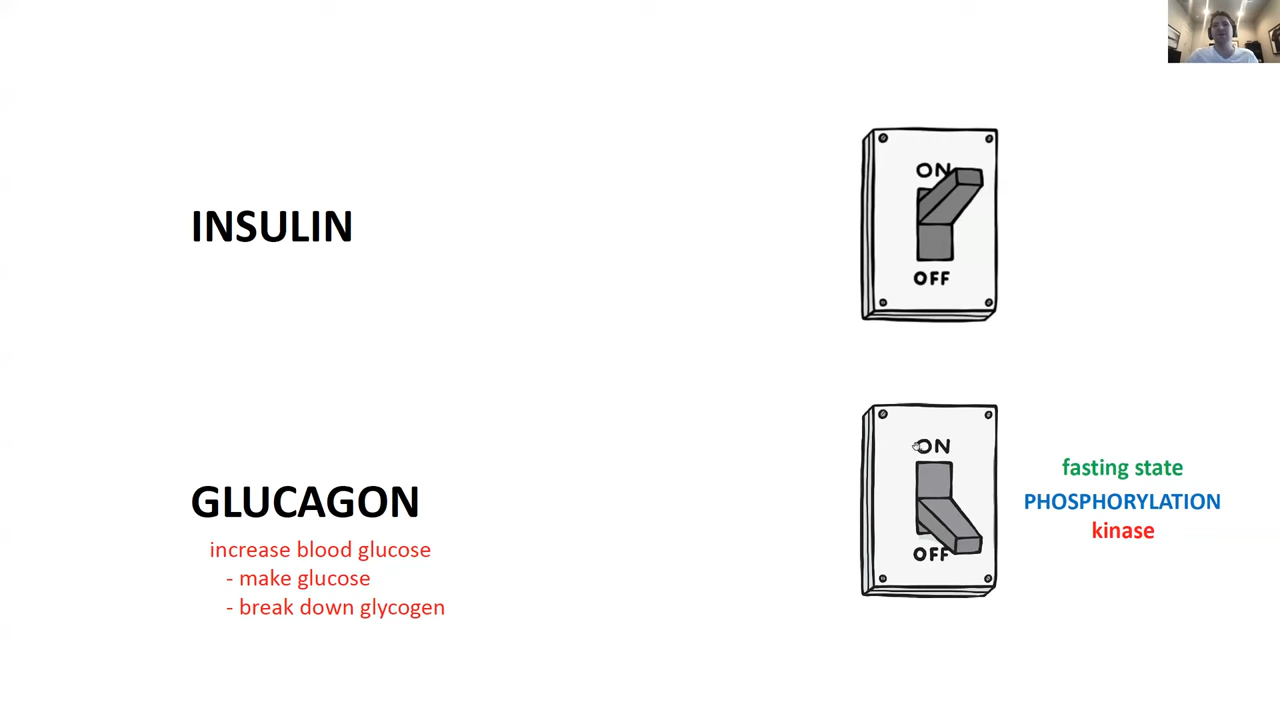 INSULIN
ON
OFF
GLUCAGON
increase blood glucose
- make glucose
- break down glycogen
ON
OFF
fasting state
PHOSPHORYLATION
kinase